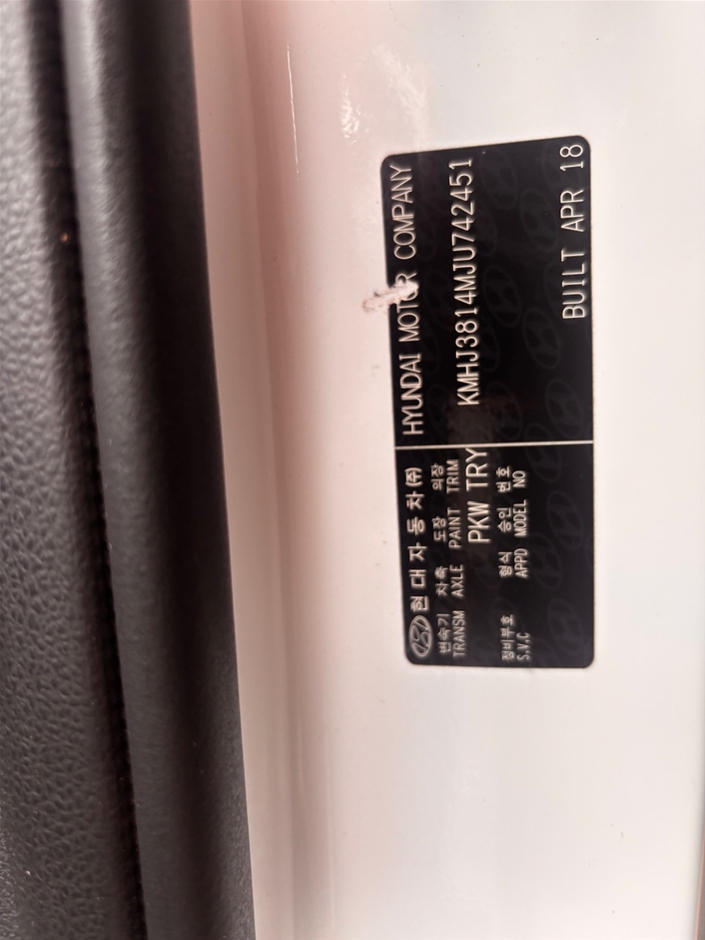 현대자동차(주)
변속기 차축 도장 의장
TRANSM AXLE PAINT TRIM
PKW TRY
정비부호 형식 승인 번호
S.V.C APPD MODEL NO
HYUNDAI MOTOR COMPANY
KMHJ3814MJU742451
BUILT APR 18